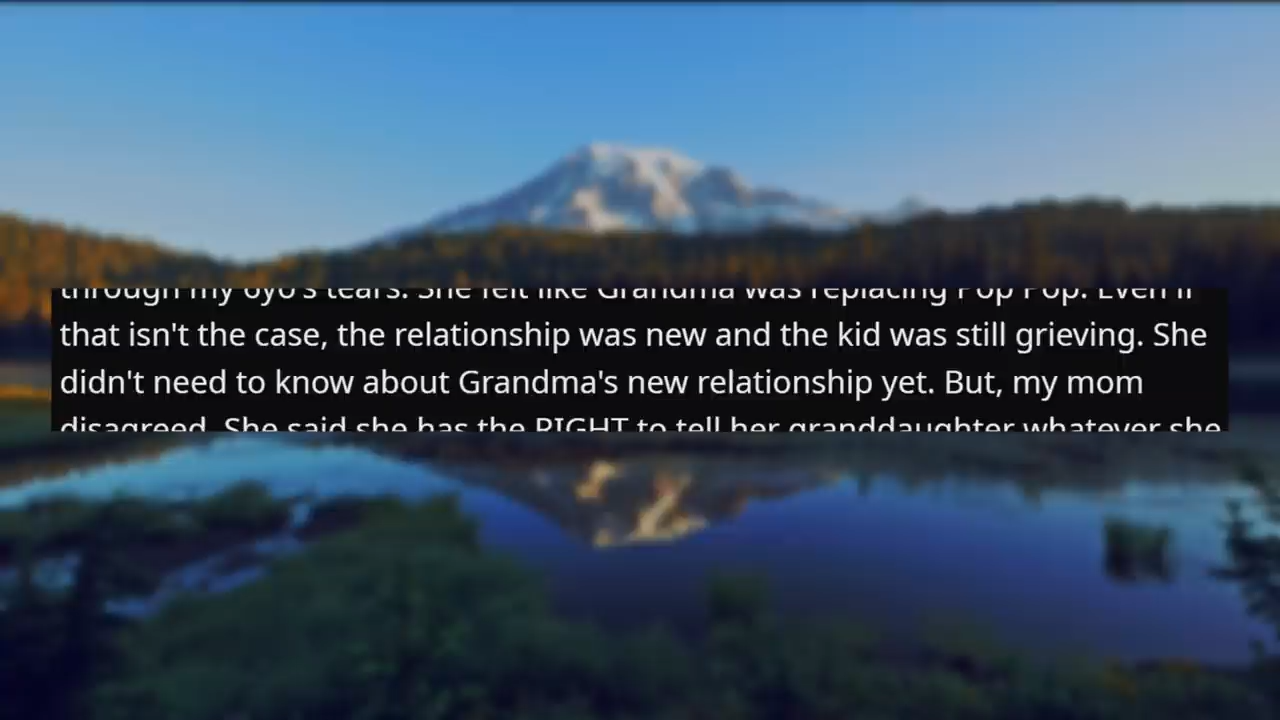 through my 6yo's tears. She felt like Grandma was replacing Pop Pop. Even if
that isn't the case, the relationship was new and the kid was still grieving. She
didn't need to know about Grandma's new relationship yet. But, my mom
disagreed. She said she has the RIGHT to tell her granddaughter whatever she